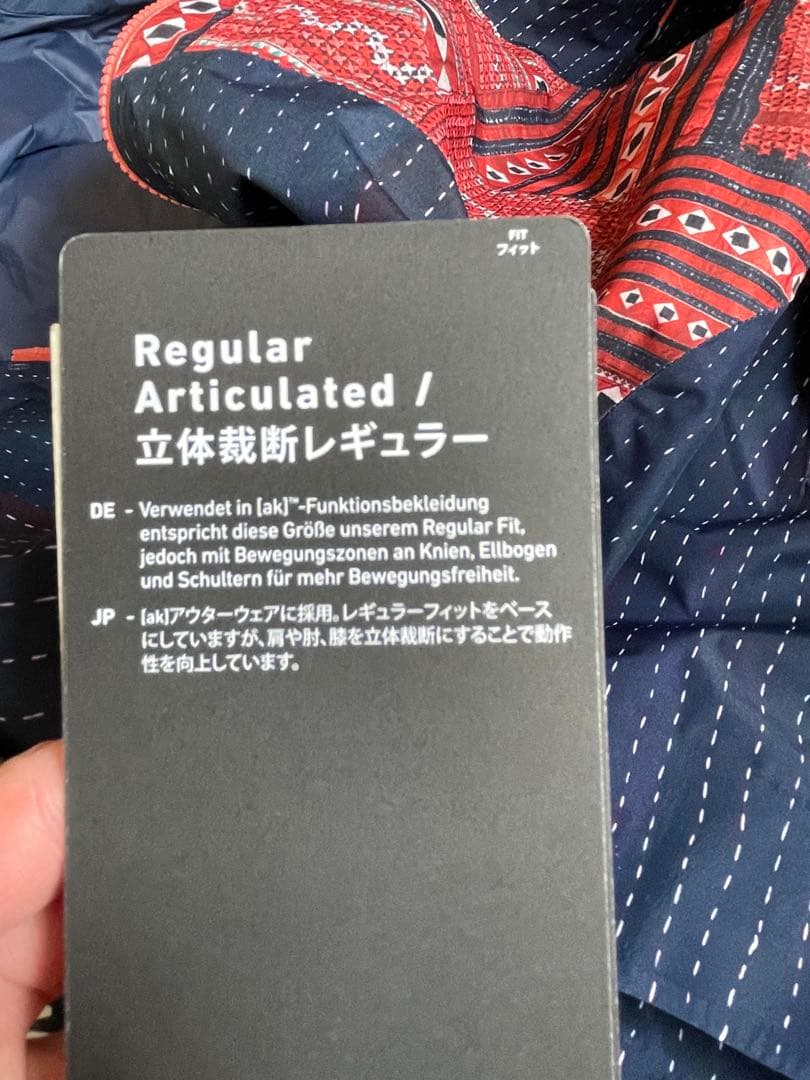 FIT
フィット
Regular
Articulated /
立体裁断レギュラー
DE - Verwendet in [ak]™-Funktionsbekleidung
entspricht diese Größe unserem Regular Fit,
jedoch mit Bewegungszonen an Knien, Ellbogen
und Schultern für mehr Bewegungsfreiheit.
JP - [ak]アウターウェアに採用。レギュラーフィットをベース
にしていますが、肩や肘、膝を立体裁断にすることで動作
性を向上しています。